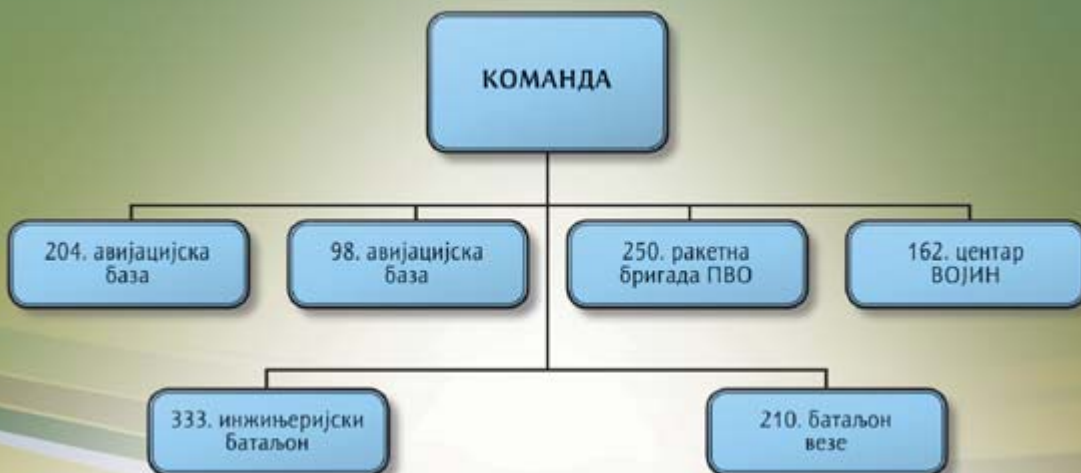 КОМАНДА
204. авијацијска
база
98. авијацијска
база
250. ракетна
бригада ПВО
162. центар
ВОЈИН
333. инжињеријски
батаљон
210. батаљон
везе